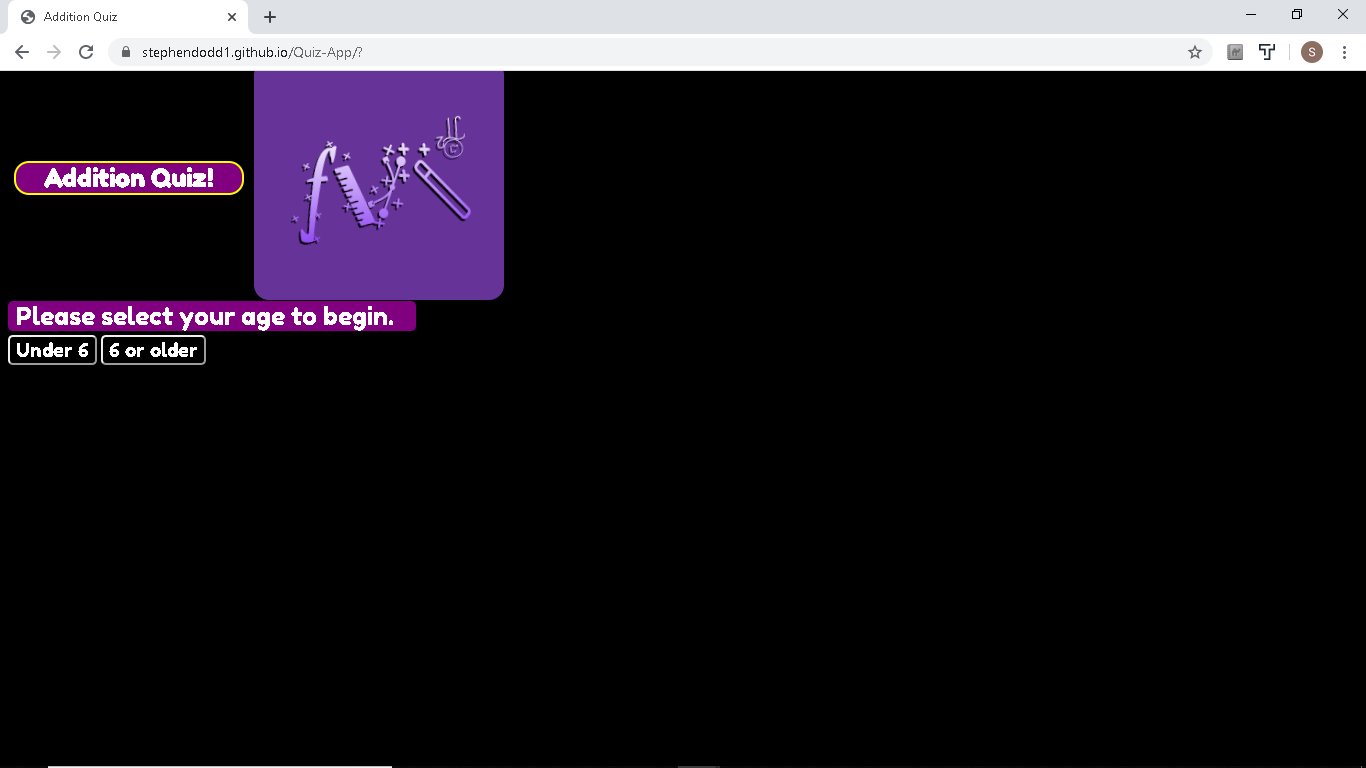 Addition Quiz
stephendodd1.github.io/Quiz-App/?
S
Addition Quiz!
Please select your age to begin.
Under 6
6 or older